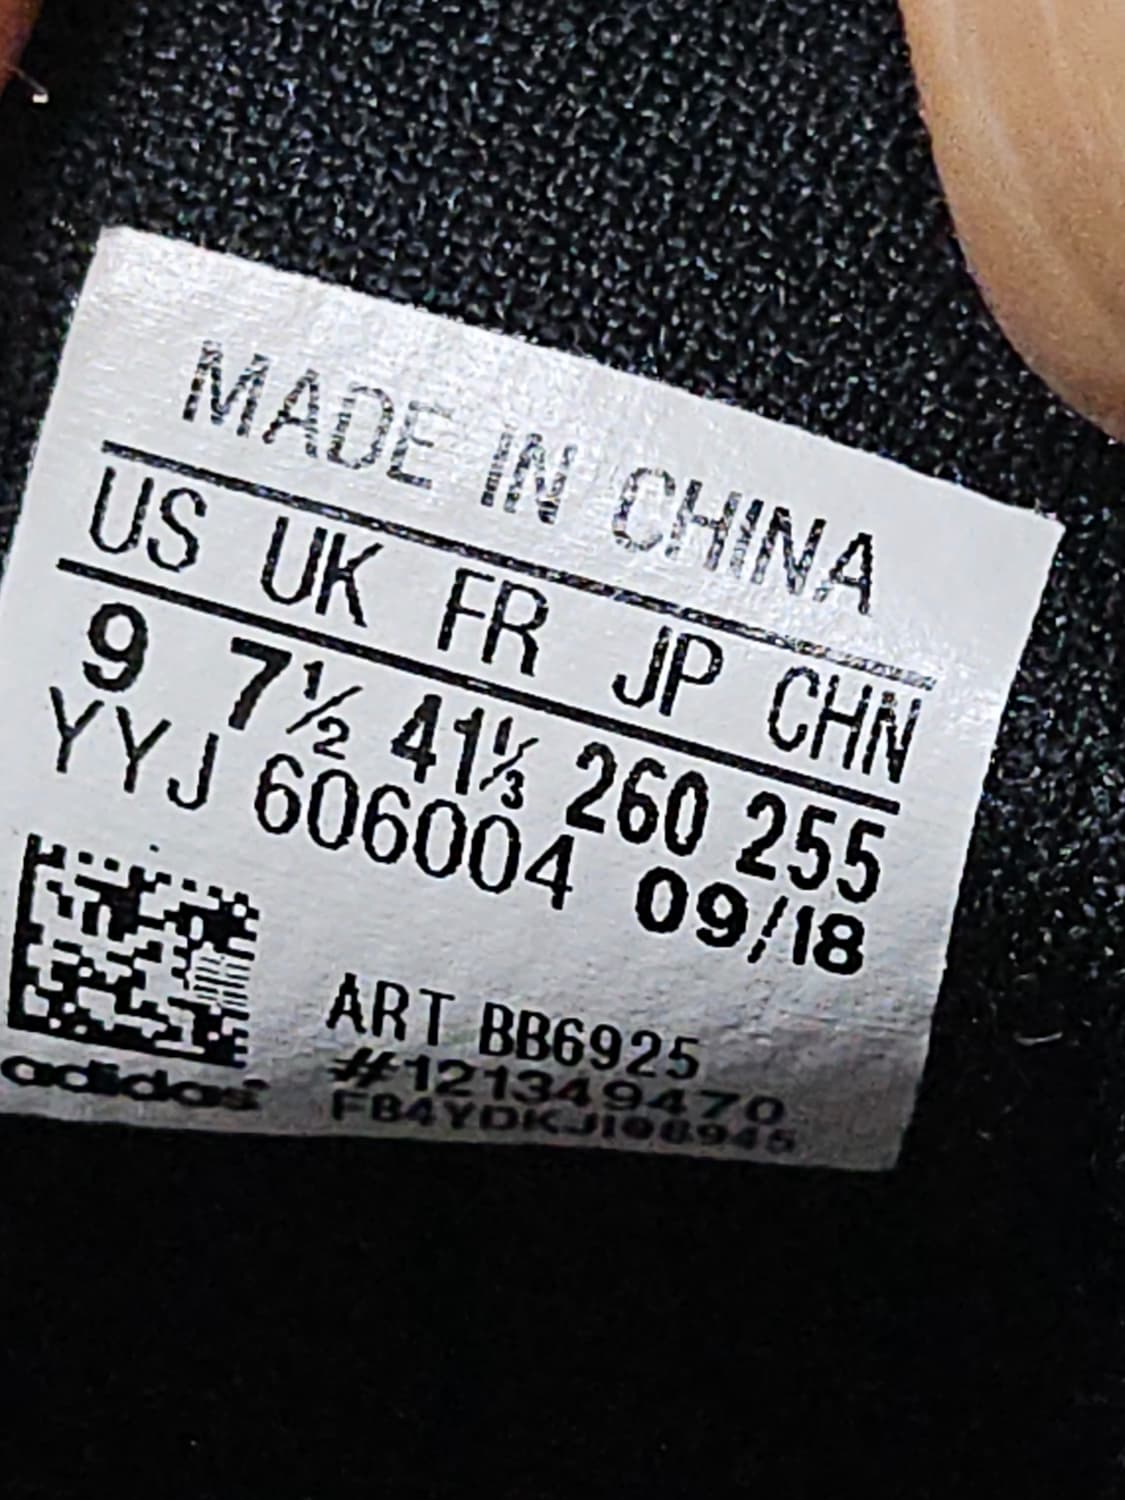 MADE IN CHINA
US UK FR JP CHN
9 7½ 41⅓ 260 255
YYJ 606004 09/18
ART BB6925
#121349470
adidas